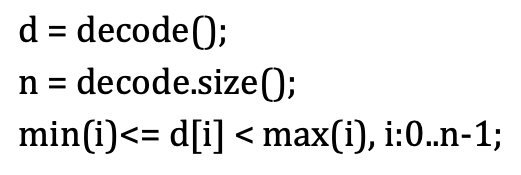 d = decode();
n = decode.size();
min(i)<= d[i] < max(i), i:0..n-1;